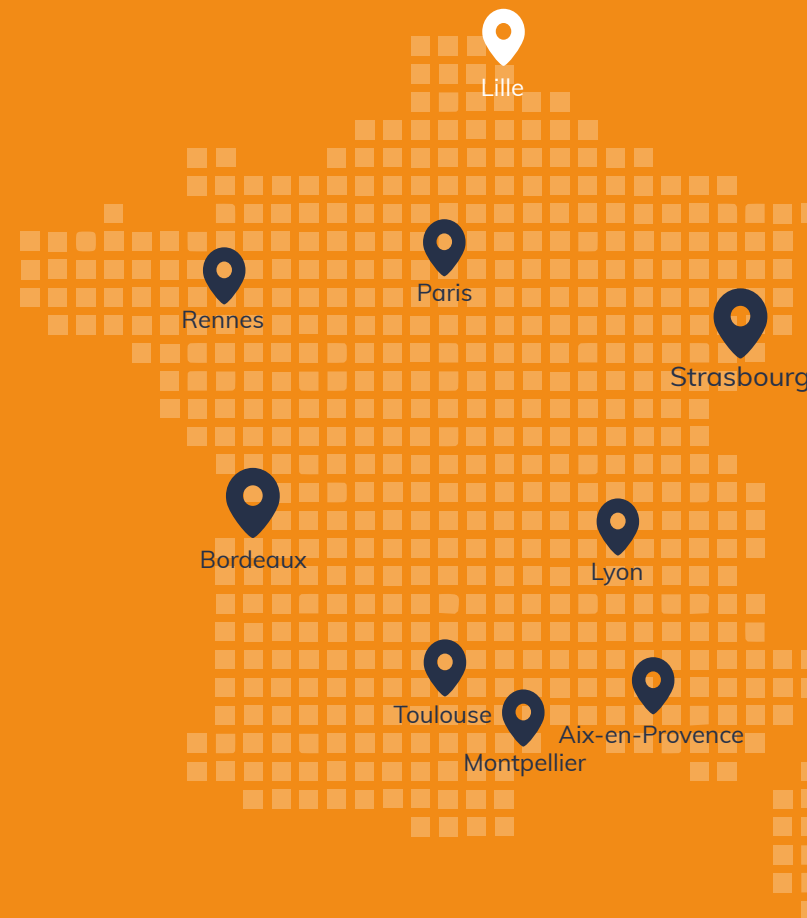 Lille
Paris
Rennes
Strasbourg
Bordeaux
Lyon
Toulouse
Aix-en-Provence
Montpellier